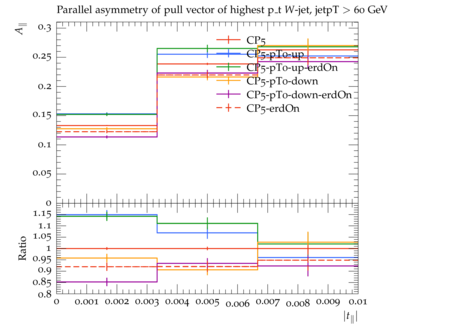 Parallel asymmetry of pull vector of highest p_t W-jet, jetpT > 60 GeV
A∥
0.3
0.25
0.2
0.15
0.1
0.05
0
CP5
CP5-pTo-up
CP5-pTo-up-erdOn
CP5-pTo-down
CP5-pTo-down-erdOn
CP5-erdOn
Ratio
1.15
1.1
1.05
1
0.95
0.9
0.85
0.8
0 0.001 0.002 0.003 0.004 0.005 0.006 0.007 0.008 0.009 0.01
|t∥|